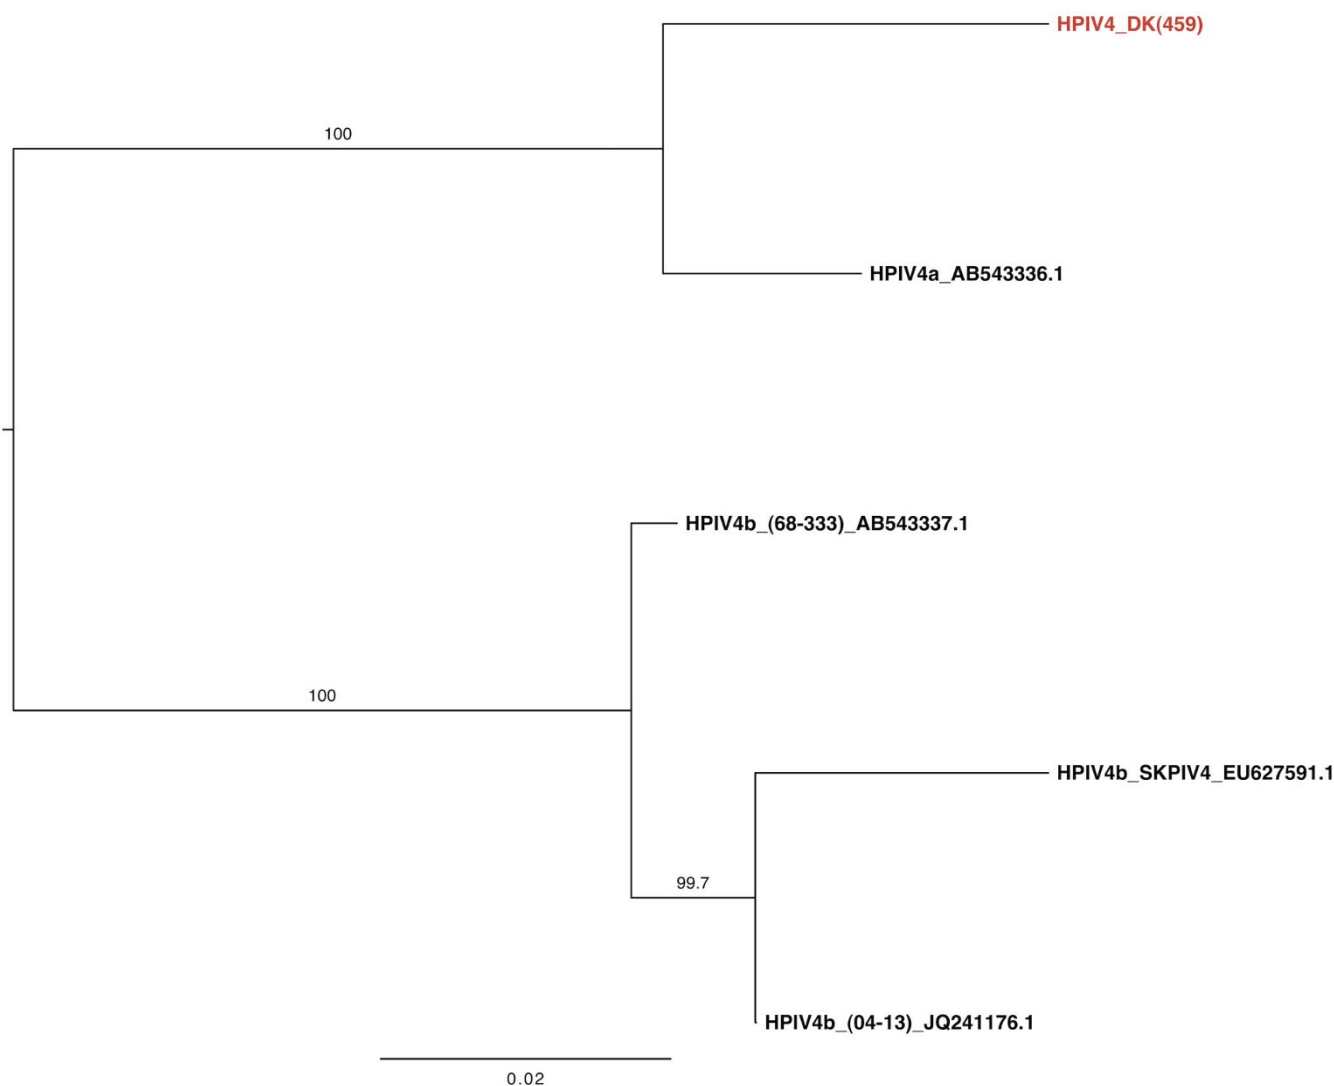 HPIV4_DK(459)
100
HPIV4a_AB543336.1
HPIV4b_(68-333)_AB543337.1
100
HPIV4b_SKPIV4_EU627591.1
99.7
HPIV4b_(04-13)_JQ241176.1
0.02